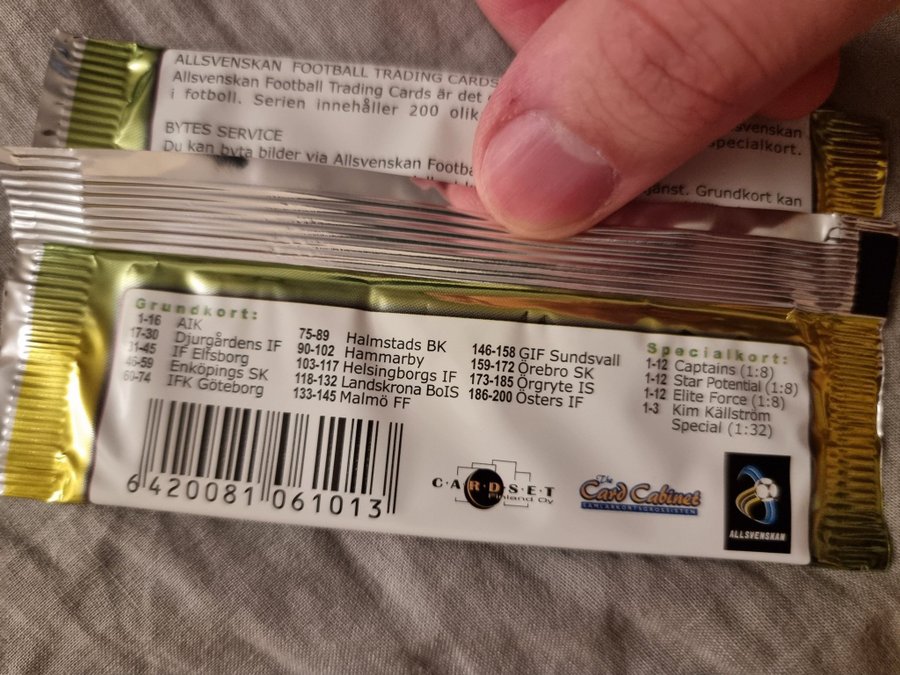 ALLSVENSKAN FOOTBALL TRADING CARDS
Allsvenskan Football Trading Cards är det
i fotboll. Serien innehåller 200 olik
svenskan
specialkort.
BYTES SERVICE
Du kan byta bilder via Allsvenskan Footba
jänst. Grundkort kan
Grundkort:
1-16 AIK
17-30 Djurgårdens IF
31-45 IF Elfsborg
46-59 Enköpings SK
60-74 IFK Göteborg
75-89 Halmstads BK
90-102 Hammarby
103-117 Helsingborgs IF
118-132 Landskrona BoIS
133-145 Malmö FF
146-158 GIF Sundsvall
159-172 Örebro SK
173-185 Örgryte IS
186-200 Östers IF
Specialkort:
1-12 Captains (1:8)
1-12 Star Potential (1:8)
1-12 Elite Force (1:8)
1-3 Kim Källström
Special (1:32)
6 420081 061013
C·A·R·D·S·E·T
Finland Oy
The
Card Cabinet
SAMLARKORTSGROSSISTEN
ALLSVENSKAN